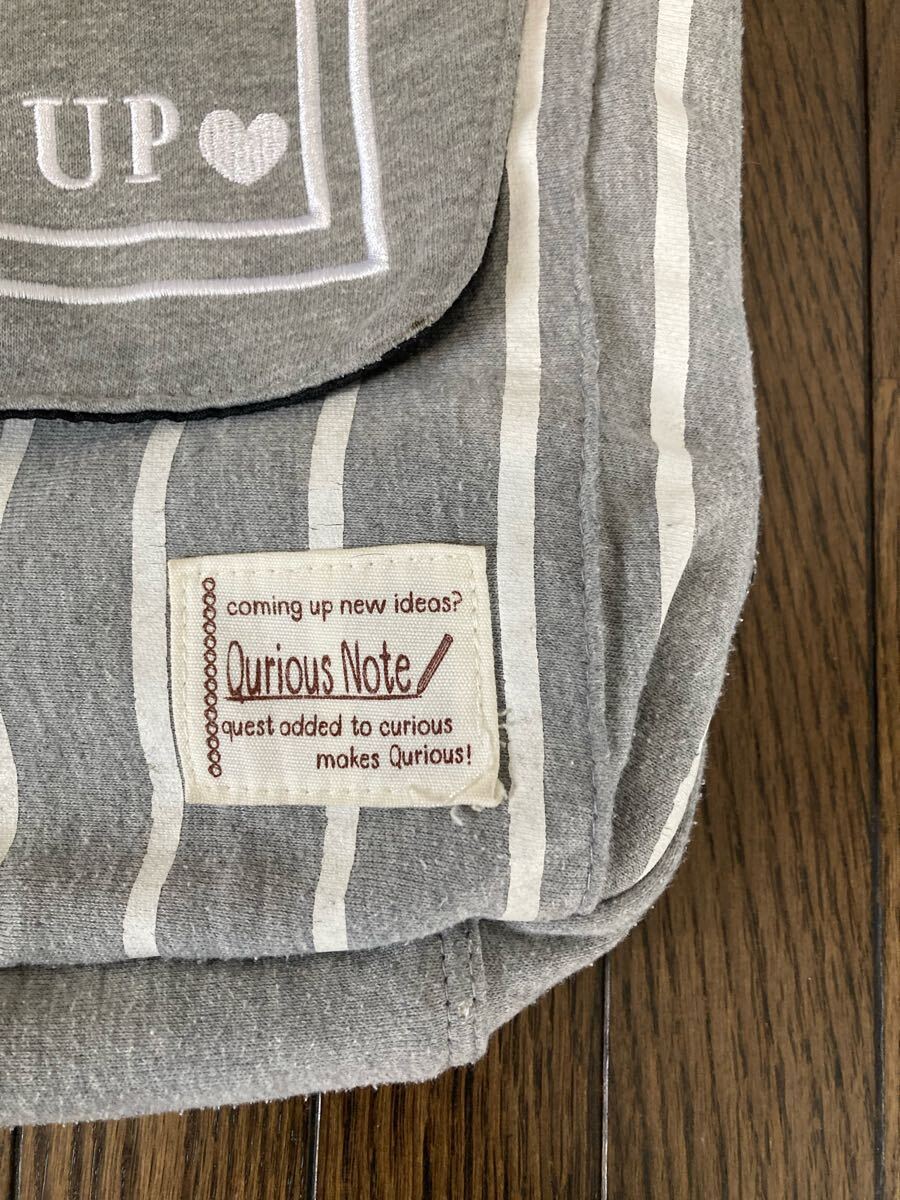 UP
coming up new ideas?
Qurious Note
quest added to curious
makes Qurious!